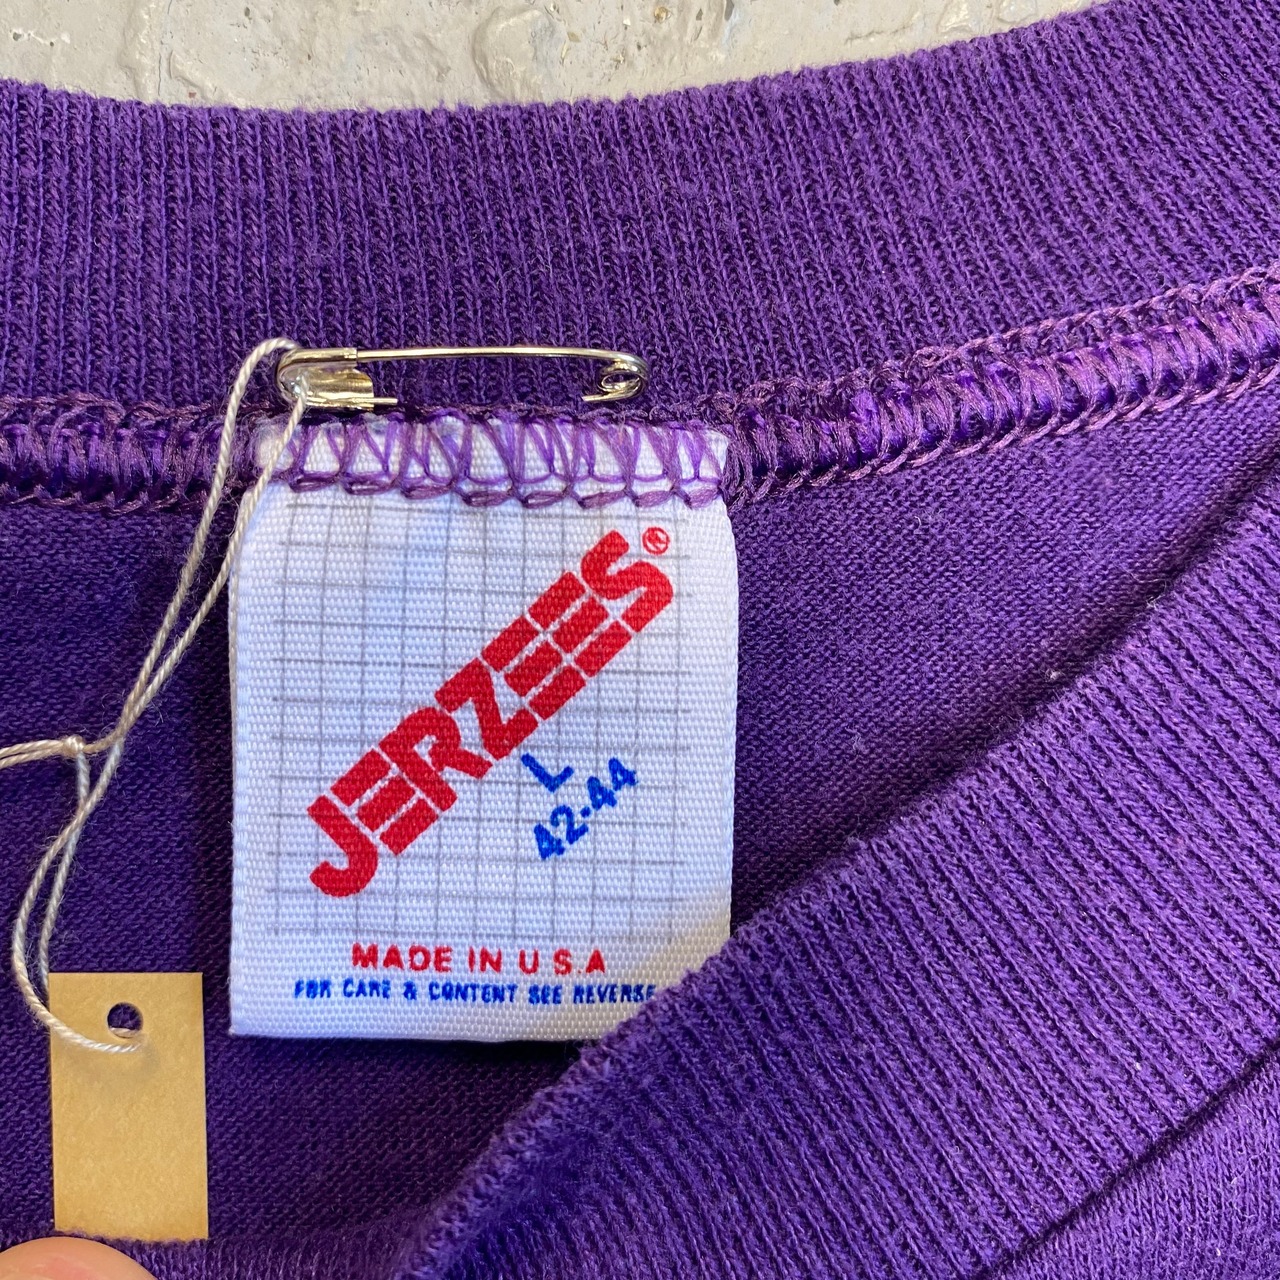 JERZEES®
L
42-44
MADE IN U.S.A
FOR CARE & CONTENT SEE REVERSE